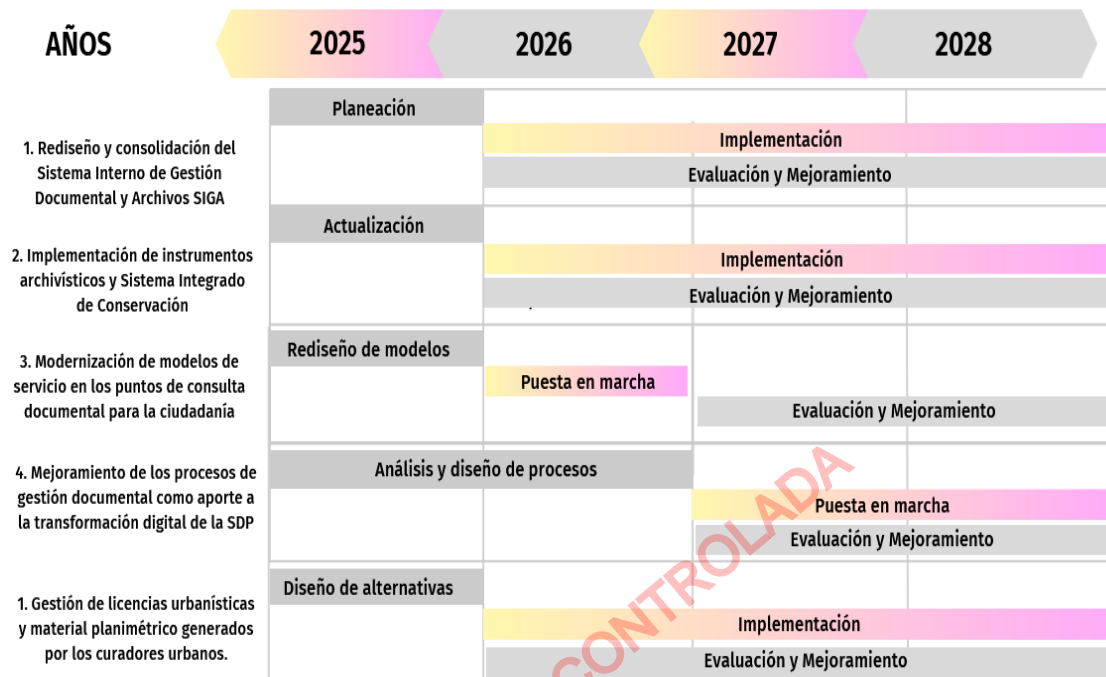 AÑOS 2025 2026 2027 2028
Planeación
1. Rediseño y consolidación del
Sistema Interno de Gestión
Documental y Archivos SIGA
Implementación
Evaluación y Mejoramiento
Actualización
2. Implementación de instrumentos
archivísticos y Sistema Integrado
de Conservación
Implementación
Evaluación y Mejoramiento
Rediseño de modelos
3. Modernización de modelos de
servicio en los puntos de consulta
documental para la ciudadanía
Puesta en marcha
Evaluación y Mejoramiento
Análisis y diseño de procesos
4. Mejoramiento de los procesos de
gestión documental como aporte a
la transformación digital de la SDP
Puesta en marcha
Evaluación y Mejoramiento
Diseño de alternativas
1. Gestión de licencias urbanísticas
y material planimétrico generados
por los curadores urbanos.
Implementación
Evaluación y Mejoramiento
CONTROLADA